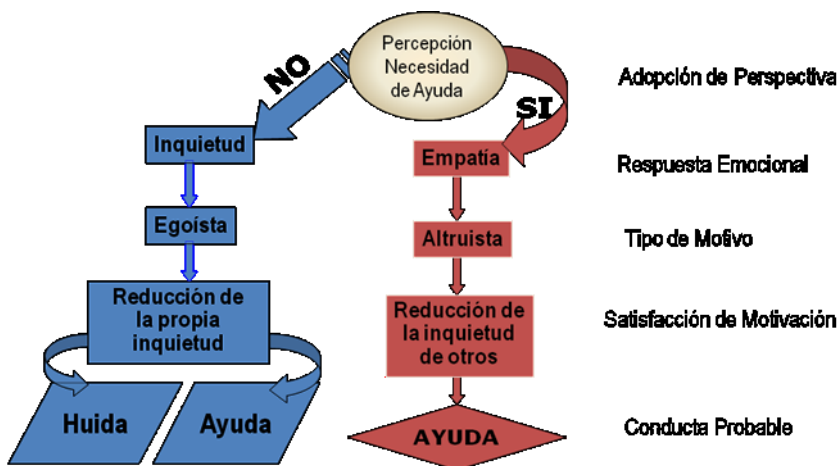 Percepción
Necesidad
de Ayuda
Adopción de Perspectiva
NO
SI
Inquietud
Empatía
Respuesta Emocional
Egoísta
Altruista
Tipo de Motivo
Reducción de
la propia
inquietud
Reducción de
la inquietud
de otros
Satisfacción de Motivación
Huida
Ayuda
AYUDA
Conducta Probable